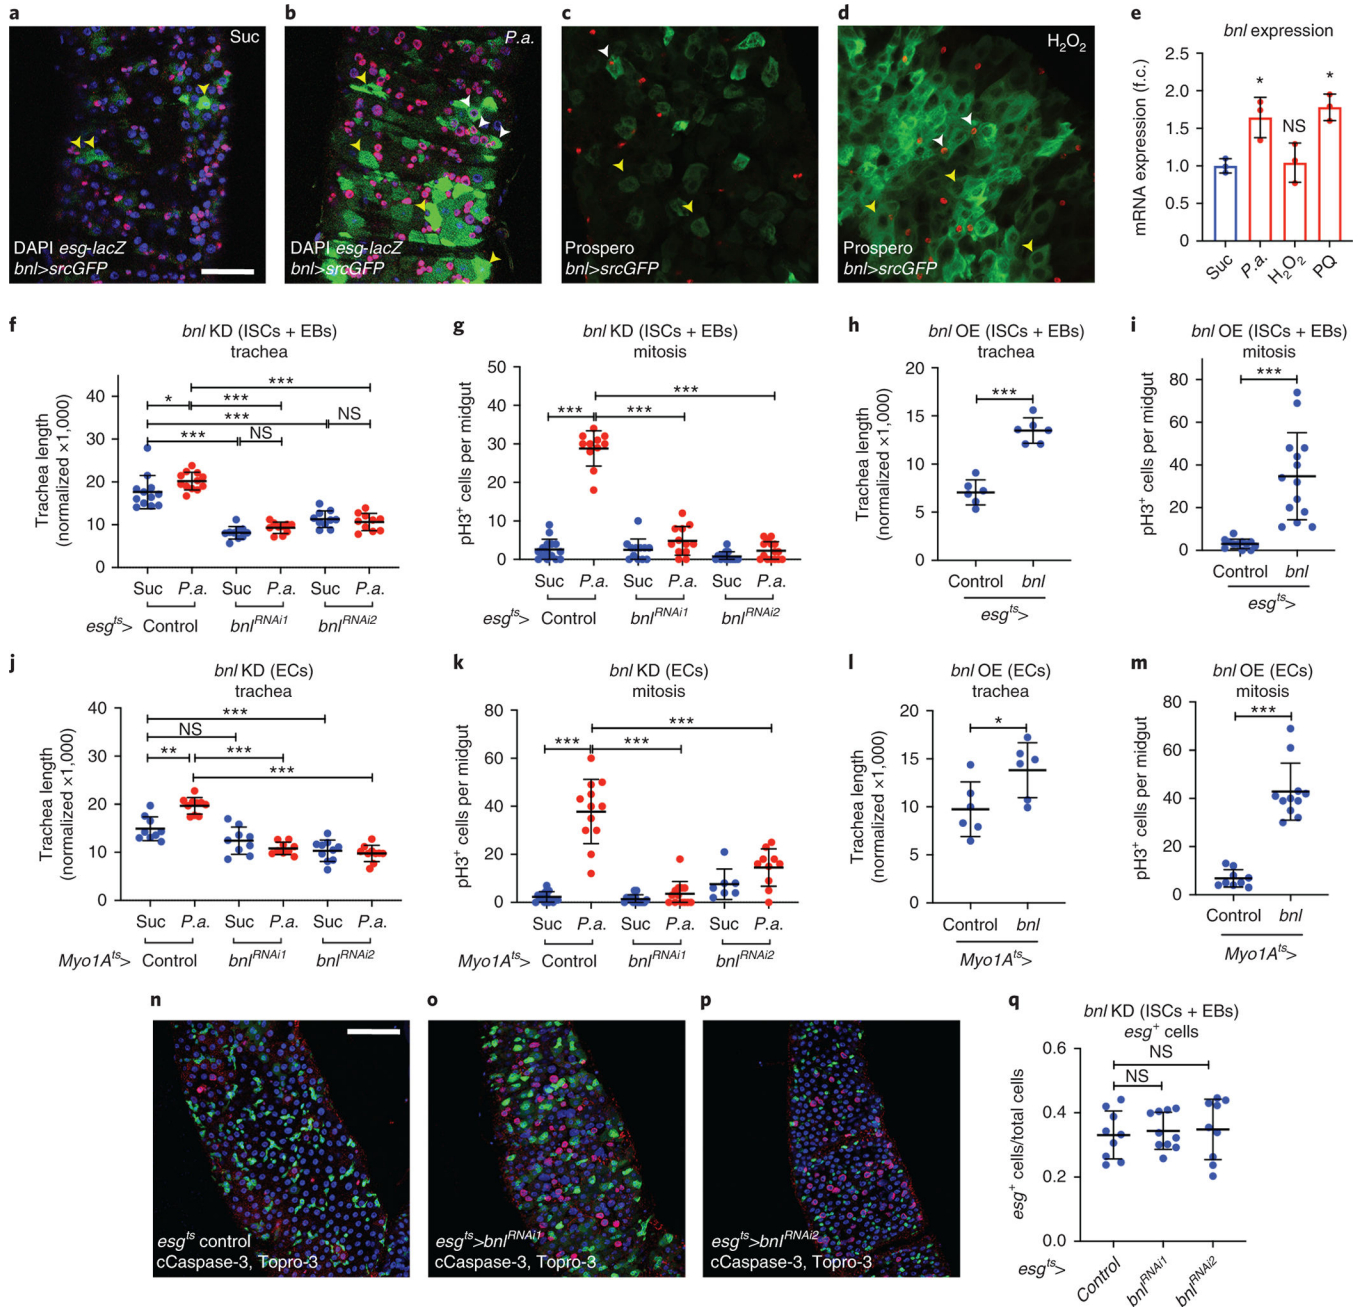 a
Suc
DAPI esg-lacZ
bnl>srcGFP
b
P.a.
DAPI esg-lacZ
bnl>srcGFP
c
Prospero
bnl>srcGFP
d
H₂O₂
Prospero
bnl>srcGFP
e
bnl expression
mRNA expression (f.c.)
2.5
2.0
1.5
1.0
0.5
0
*
NS
*
Suc
P.a.
H₂O₂
PQ
f
bnl KD (ISCs + EBs)
trachea
Trachea length
(normalized ×1,000)
40
30
20
10
0
***
* ***
*** NS
*** NS
Suc P.a. Suc P.a. Suc P.a.
esgᵗˢ> Control bnlᴿᴺᴬⁱ¹ bnlᴿᴺᴬⁱ²
g
bnl KD (ISCs + EBs)
mitosis
pH3⁺ cells per midgut
50
40
30
20
10
0
***
*** ***
Suc P.a. Suc P.a. Suc P.a.
esgᵗˢ> Control bnlᴿᴺᴬⁱ¹ bnlᴿᴺᴬⁱ²
h
bnl OE (ISCs + EBs)
trachea
Trachea length
(normalized ×1,000)
20
15
10
5
0
***
Control bnl
esgᵗˢ>
i
bnl OE (ISCs + EBs)
mitosis
pH3⁺ cells per midgut
80
60
40
20
0
***
Control bnl
esgᵗˢ>
j
bnl KD (ECs)
trachea
Trachea length
(normalized ×1,000)
40
30
20
10
0
***
NS
** ***
***
Suc P.a. Suc P.a. Suc P.a.
Myo1Aᵗˢ> Control bnlᴿᴺᴬⁱ¹ bnlᴿᴺᴬⁱ²
k
bnl KD (ECs)
mitosis
pH3⁺ cells per midgut
80
60
40
20
0
***
*** ***
Suc P.a. Suc P.a. Suc P.a.
Myo1Aᵗˢ> Control bnlᴿᴺᴬⁱ¹ bnlᴿᴺᴬⁱ²
l
bnl OE (ECs)
trachea
Trachea length
(normalized ×1,000)
20
15
10
5
0
*
Control bnl
Myo1Aᵗˢ>
m
bnl OE (ECs)
mitosis
pH3⁺ cells per midgut
80
60
40
20
0
***
Control bnl
Myo1Aᵗˢ>
n
esgᵗˢ control
cCaspase-3, Topro-3
o
esgᵗˢ>bnlᴿᴺᴬⁱ¹
cCaspase-3, Topro-3
p
esgᵗˢ>bnlᴿᴺᴬⁱ²
cCaspase-3, Topro-3
q
bnl KD (ISCs + EBs)
esg⁺ cells
esg⁺ cells/total cells
0.6
0.4
0.2
0.0
NS
NS
esgᵗˢ>
Control
bnlᴿᴺᴬⁱ¹
bnlᴿᴺᴬⁱ²